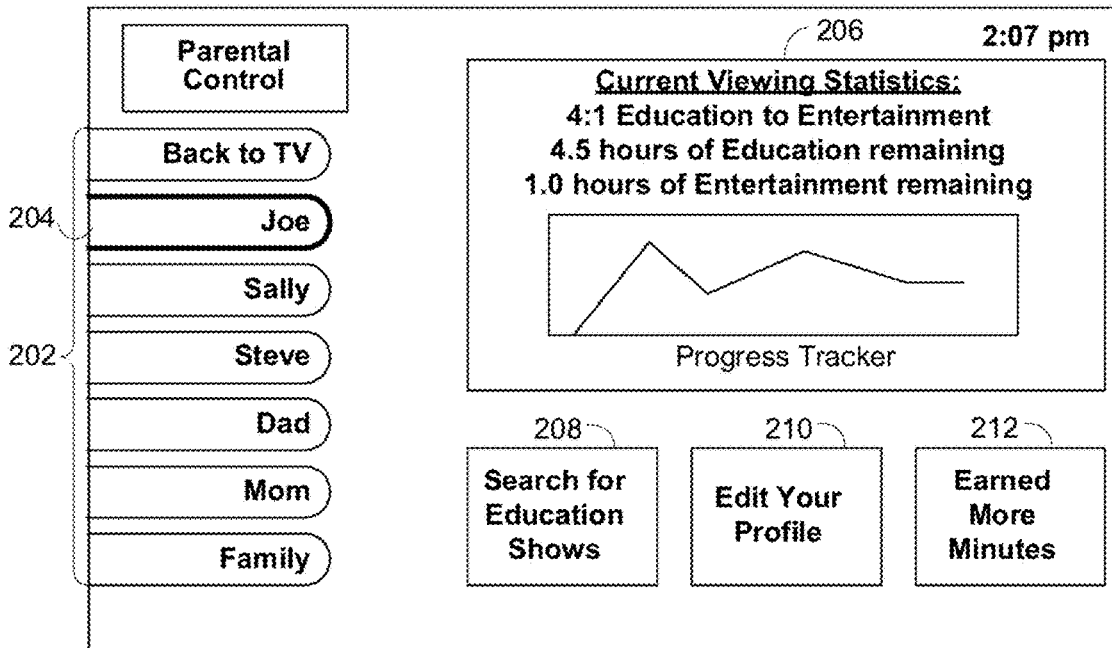 Parental
Control
206
2:07 pm
Current Viewing Statistics:
4:1 Education to Entertainment
4.5 hours of Education remaining
1.0 hours of Entertainment remaining
Progress Tracker
Back to TV
204
Joe
Sally
202
Steve
Dad
Mom
Family
208
Search for
Education
Shows
210
Edit Your
Profile
212
Earned
More
Minutes